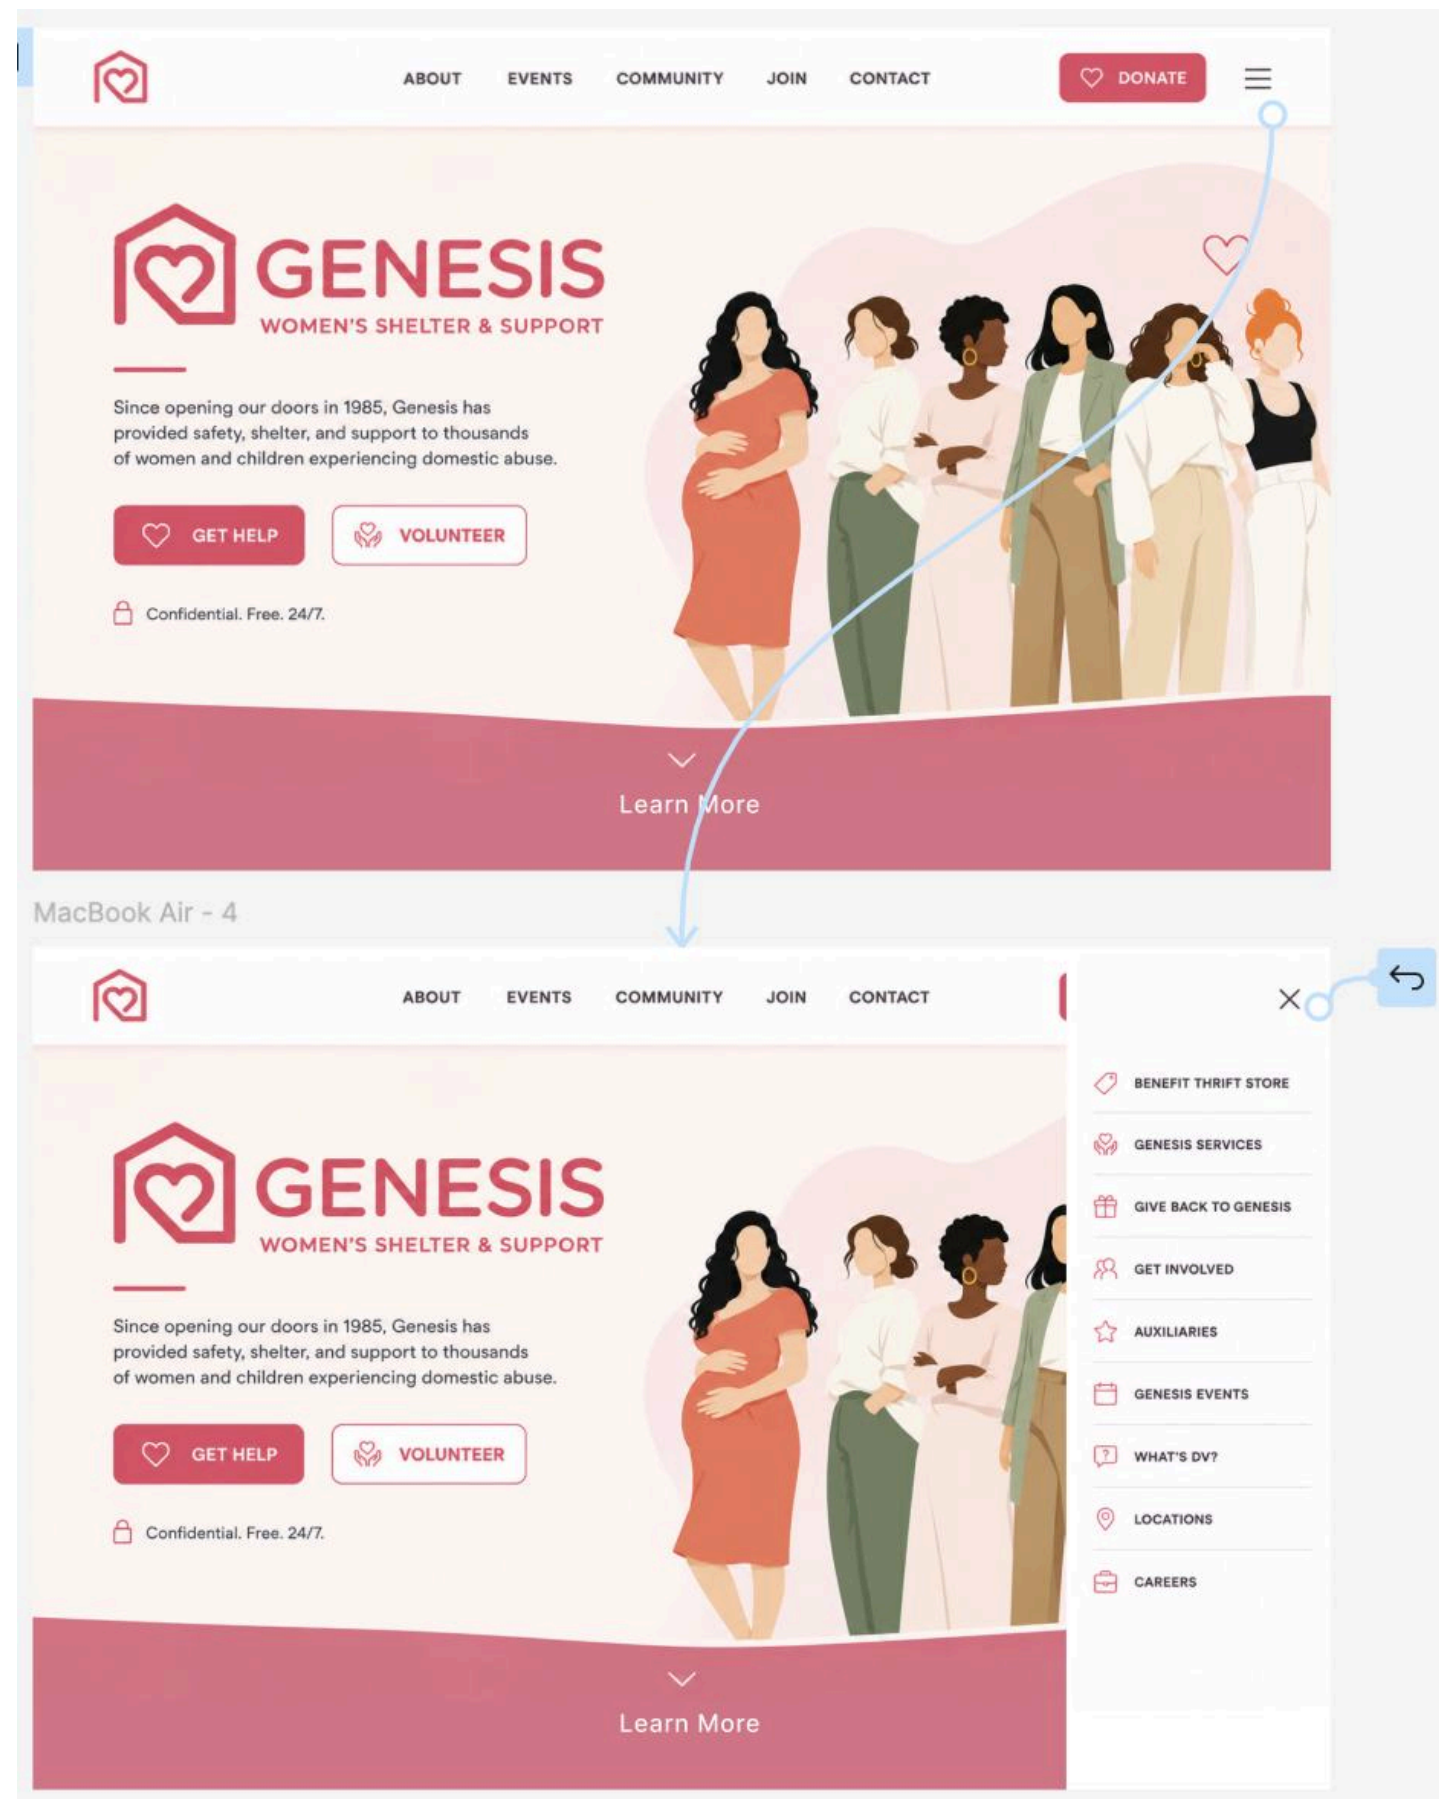 ABOUT EVENTS COMMUNITY JOIN CONTACT DONATE
GENESIS
WOMEN'S SHELTER & SUPPORT
Since opening our doors in 1985, Genesis has
provided safety, shelter, and support to thousands
of women and children experiencing domestic abuse.
GET HELP VOLUNTEER
Confidential. Free. 24/7.
Learn More
MacBook Air - 4
ABOUT EVENTS COMMUNITY JOIN CONTACT
GENESIS
WOMEN'S SHELTER & SUPPORT
Since opening our doors in 1985, Genesis has
provided safety, shelter, and support to thousands
of women and children experiencing domestic abuse.
GET HELP VOLUNTEER
Confidential. Free. 24/7.
Learn More
BENEFIT THRIFT STORE
GENESIS SERVICES
GIVE BACK TO GENESIS
GET INVOLVED
AUXILIARIES
GENESIS EVENTS
WHAT'S DV?
LOCATIONS
CAREERS